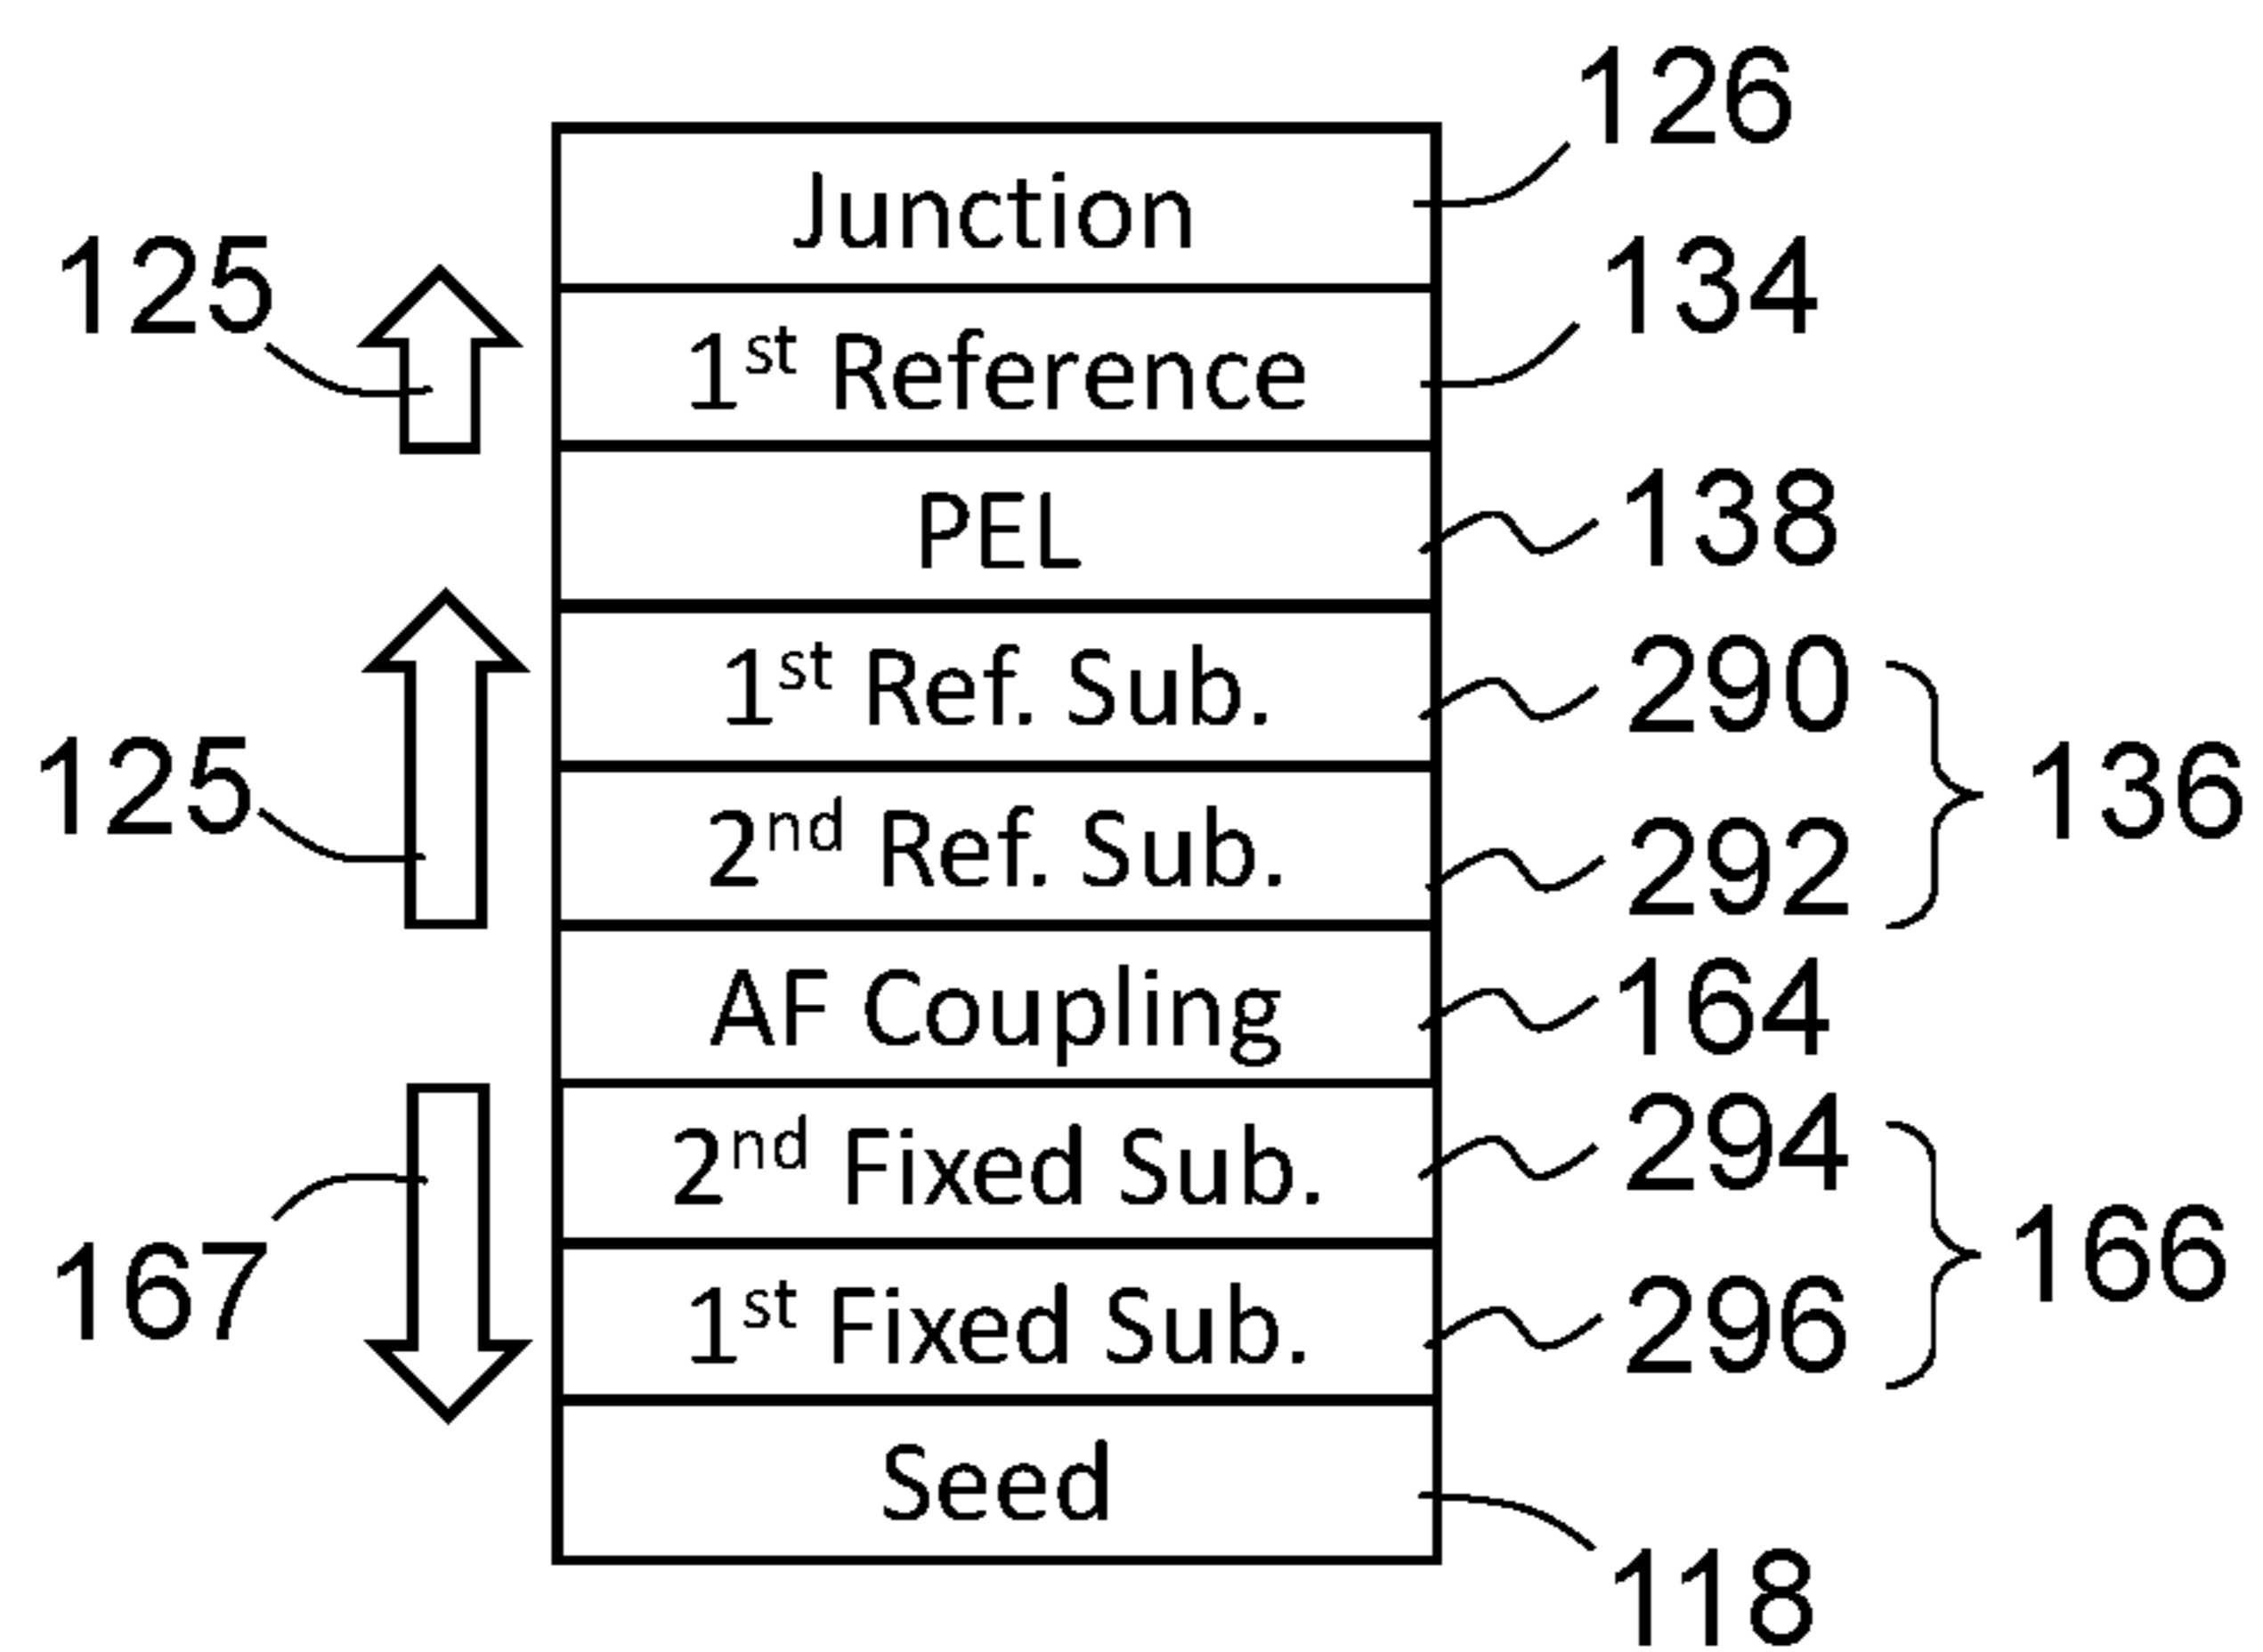 126
Junction
125
134
1st Reference
138
PEL
290
1st Ref. Sub.
125
136
292
2nd Ref. Sub.
164
AF Coupling
294
2nd Fixed Sub.
166
167
296
1st Fixed Sub.
Seed
118